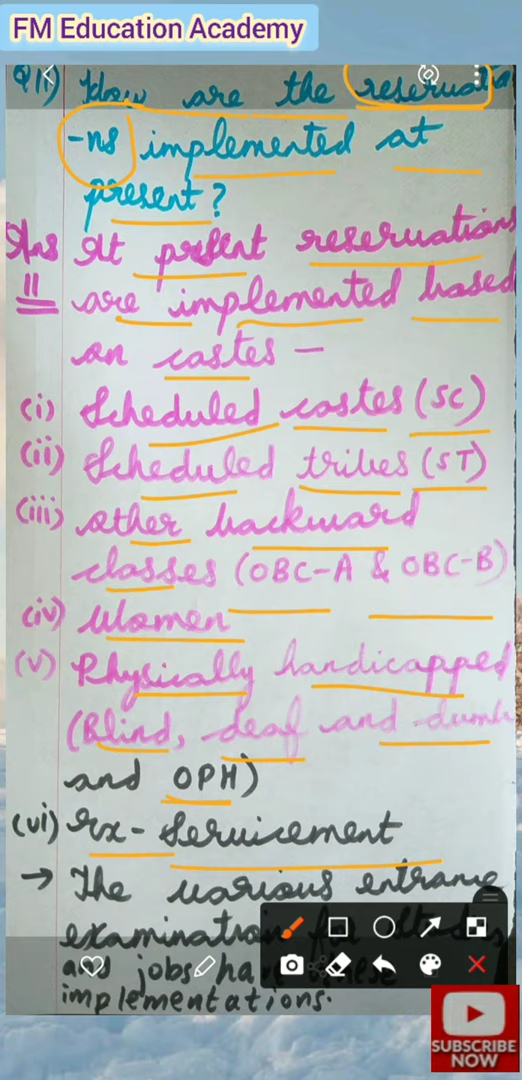 FM Education Academy
Q11) How are the reservatio
-ns implemented at
present?
Ans At present reservations
are implemented based
on castes –
(i) Scheduled castes (SC)
(ii) Scheduled tribes (ST)
(iii) other backward
classes (OBC-A & OBC-B)
(iv) Women
(v) Physically handicapped
(Blind, deaf and dumb
and OPH)
(vi) Ex-Servicement
→ The various entrance
examination
and jobs
implementations.
SUBSCRIBE
NOW